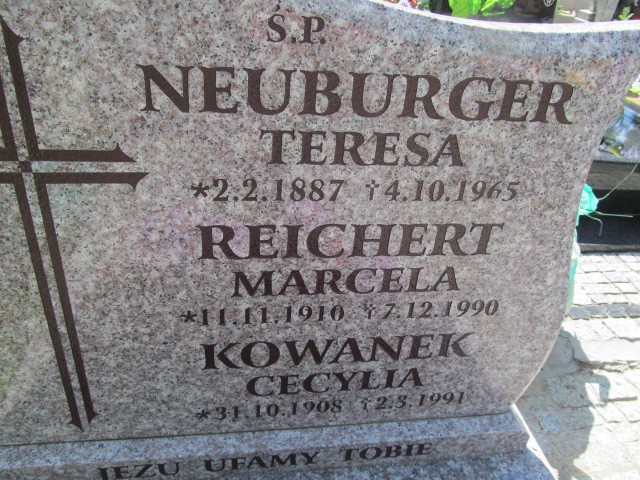 Ś.P.
NEUBURGER
TERESA
*2.2.1887 †4.10.1965
REICHERT
MARCELA
*11.11.1910 †7.12.1990
KOWANEK
CECYLIA
*31.10.1908 †2.3.1991
JEZU UFAMY TOBIE